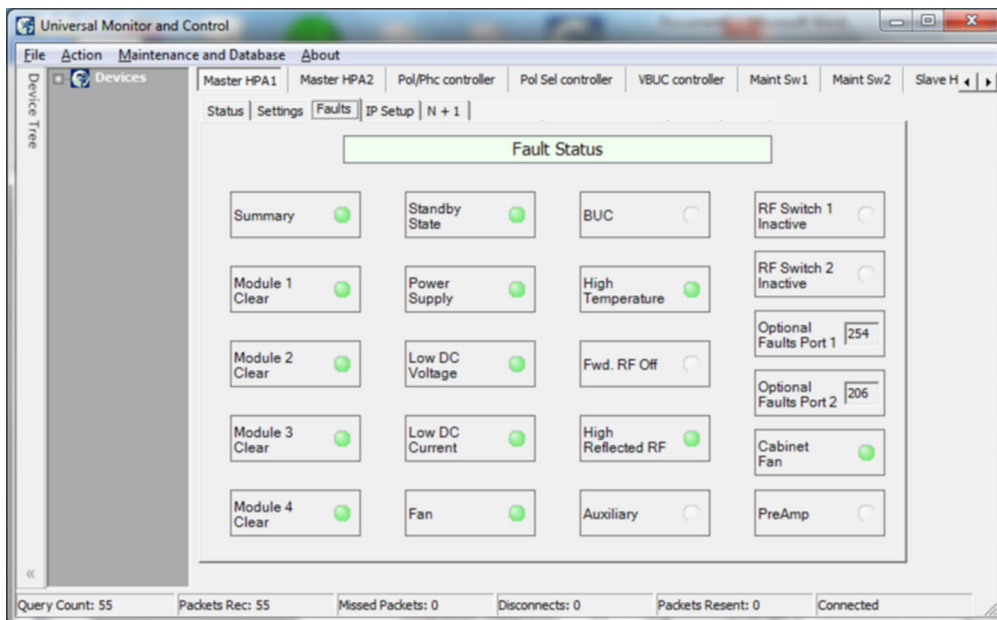 Universal Monitor and Control
File Action Maintenance and Database About
Device Tree
Devices
Master HPA1 Master HPA2 Pol/Phc controller Pol Sel controller VBUC controller Maint Sw1 Maint Sw2 Slave H
Status Settings Faults IP Setup N + 1
Fault Status
Summary
Standby
State
BUC
RF Switch 1
Inactive
Module 1
Clear
Power
Supply
High
Temperature
RF Switch 2
Inactive
Module 2
Clear
Low DC
Voltage
Fwd. RF Off
Optional
Faults Port 1 254
Optional
Faults Port 2 206
Module 3
Clear
Low DC
Current
High
Reflected RF
Cabinet
Fan
Module 4
Clear
Fan
Auxiliary
PreAmp
Query Count: 55 Packets Rec: 55 Missed Packets: 0 Disconnects: 0 Packets Resent: 0 Connected